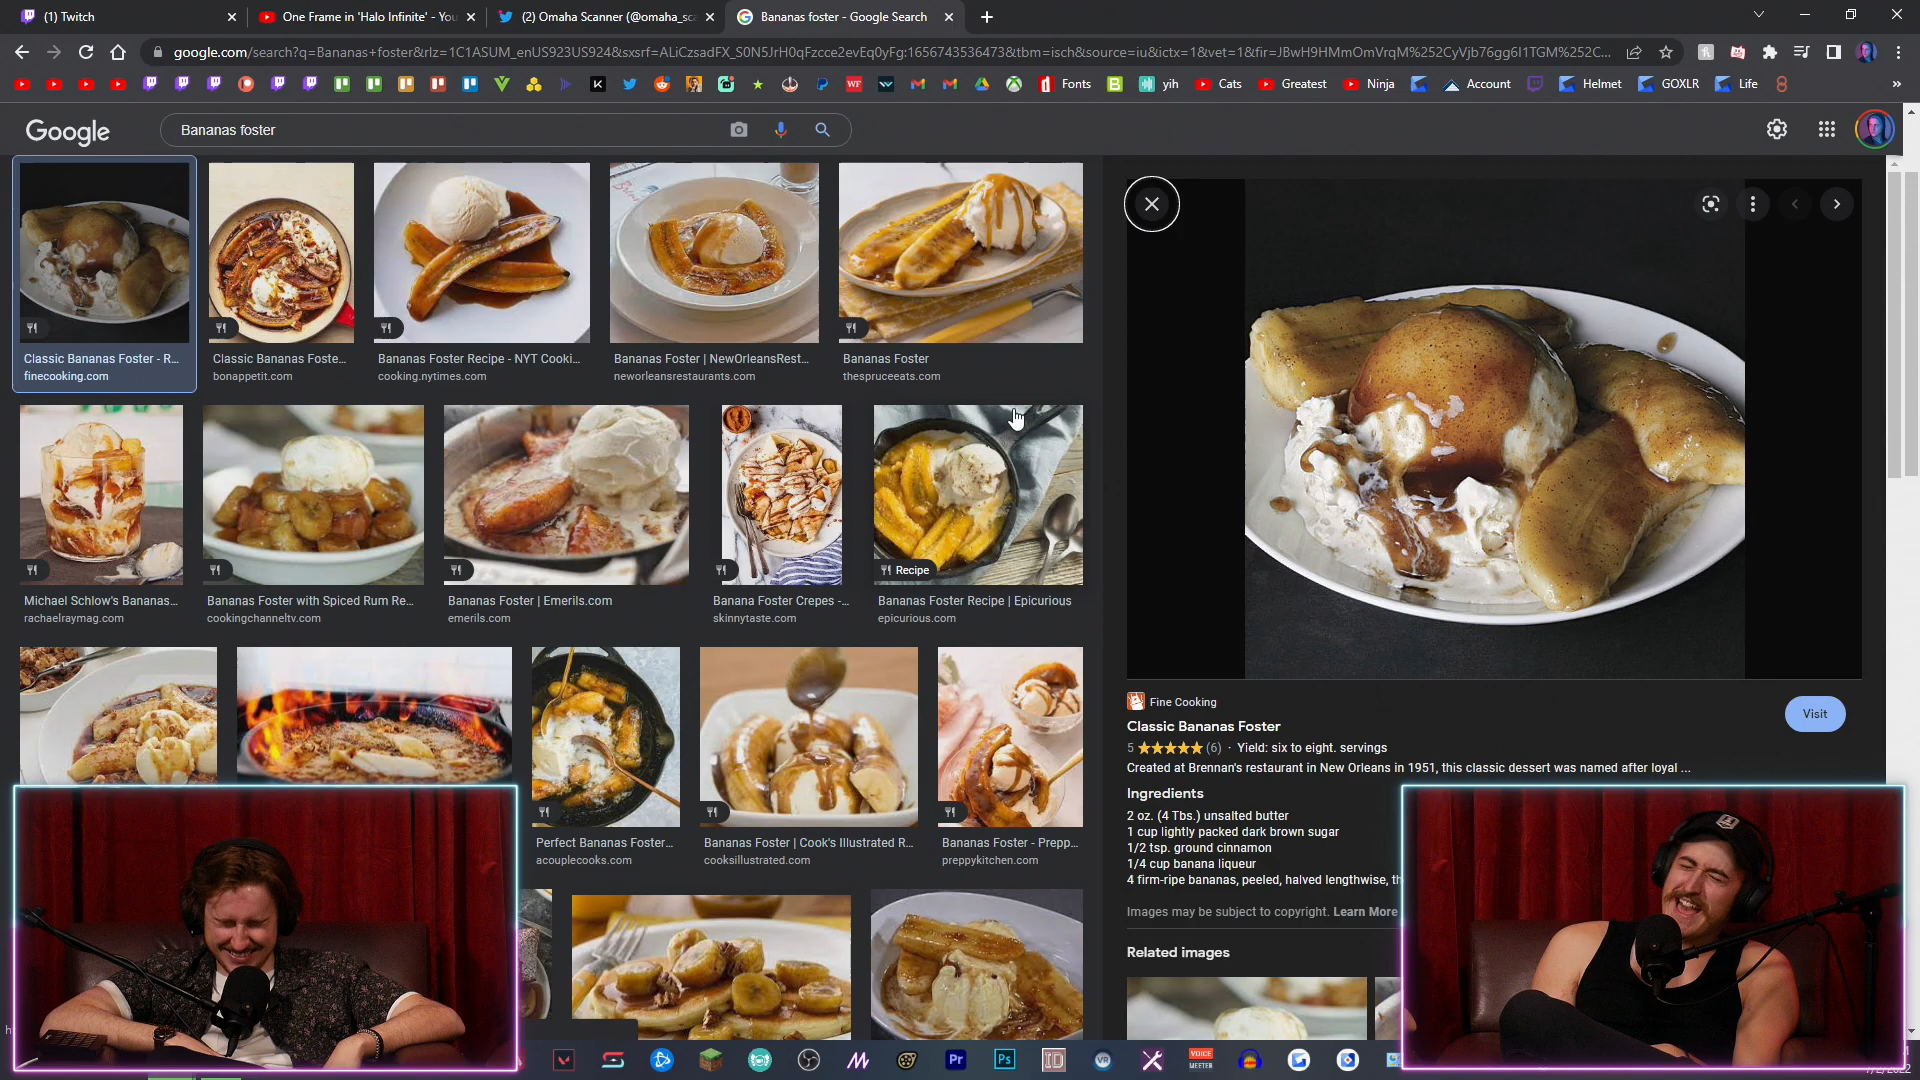 (1) Twitch
One Frame in 'Halo Infinite' - You
(2) Omaha Scanner (@omaha_sca
Bananas foster - Google Search
google.com/search?q=Bananas+foster&rlz=1C1ASUM_enUS923US924&sxsrf=ALiCzsadFX_S0N5JrH0qFzcce2evEq0yFg:1656743536473&tbm=isch&source=iu&ictx=1&vet=1&fir=JBwH9HMmOmVrqM%252CyVjb76gg6I1TGM%252C...
Fonts
yih
Cats
Greatest
Ninja
Account
Helmet
GOXLR
Life
Google
Bananas foster
Classic Bananas Foster - R...
finecooking.com
Classic Bananas Foste...
bonappetit.com
Bananas Foster Recipe - NYT Cooki...
cooking.nytimes.com
Bananas Foster | NewOrleansRest...
neworleansrestaurants.com
Bananas Foster
thespruceeats.com
Recipe
Michael Schlow's Bananas...
rachaelraymag.com
Bananas Foster with Spiced Rum Re...
cookingchanneltv.com
Bananas Foster | Emerils.com
emerils.com
Banana Foster Crepes -...
skinnytaste.com
Bananas Foster Recipe | Epicurious
epicurious.com
Perfect Bananas Foster...
acouplecooks.com
Bananas Foster | Cook's Illustrated R...
cooksillustrated.com
Bananas Foster - Prepp...
preppykitchen.com
Fine Cooking
Visit
Classic Bananas Foster
5 ★★★★★ (6) · Yield: six to eight. servings
Created at Brennan's restaurant in New Orleans in 1951, this classic dessert was named after loyal ...
Ingredients
2 oz. (4 Tbs.) unsalted butter
1 cup lightly packed dark brown sugar
1/2 tsp. ground cinnamon
1/4 cup banana liqueur
4 firm-ripe bananas, peeled, halved lengthwise, th
Images may be subject to copyright. Learn More
Related images
Pr
Ps
ID
VR
VOICE
MEETER